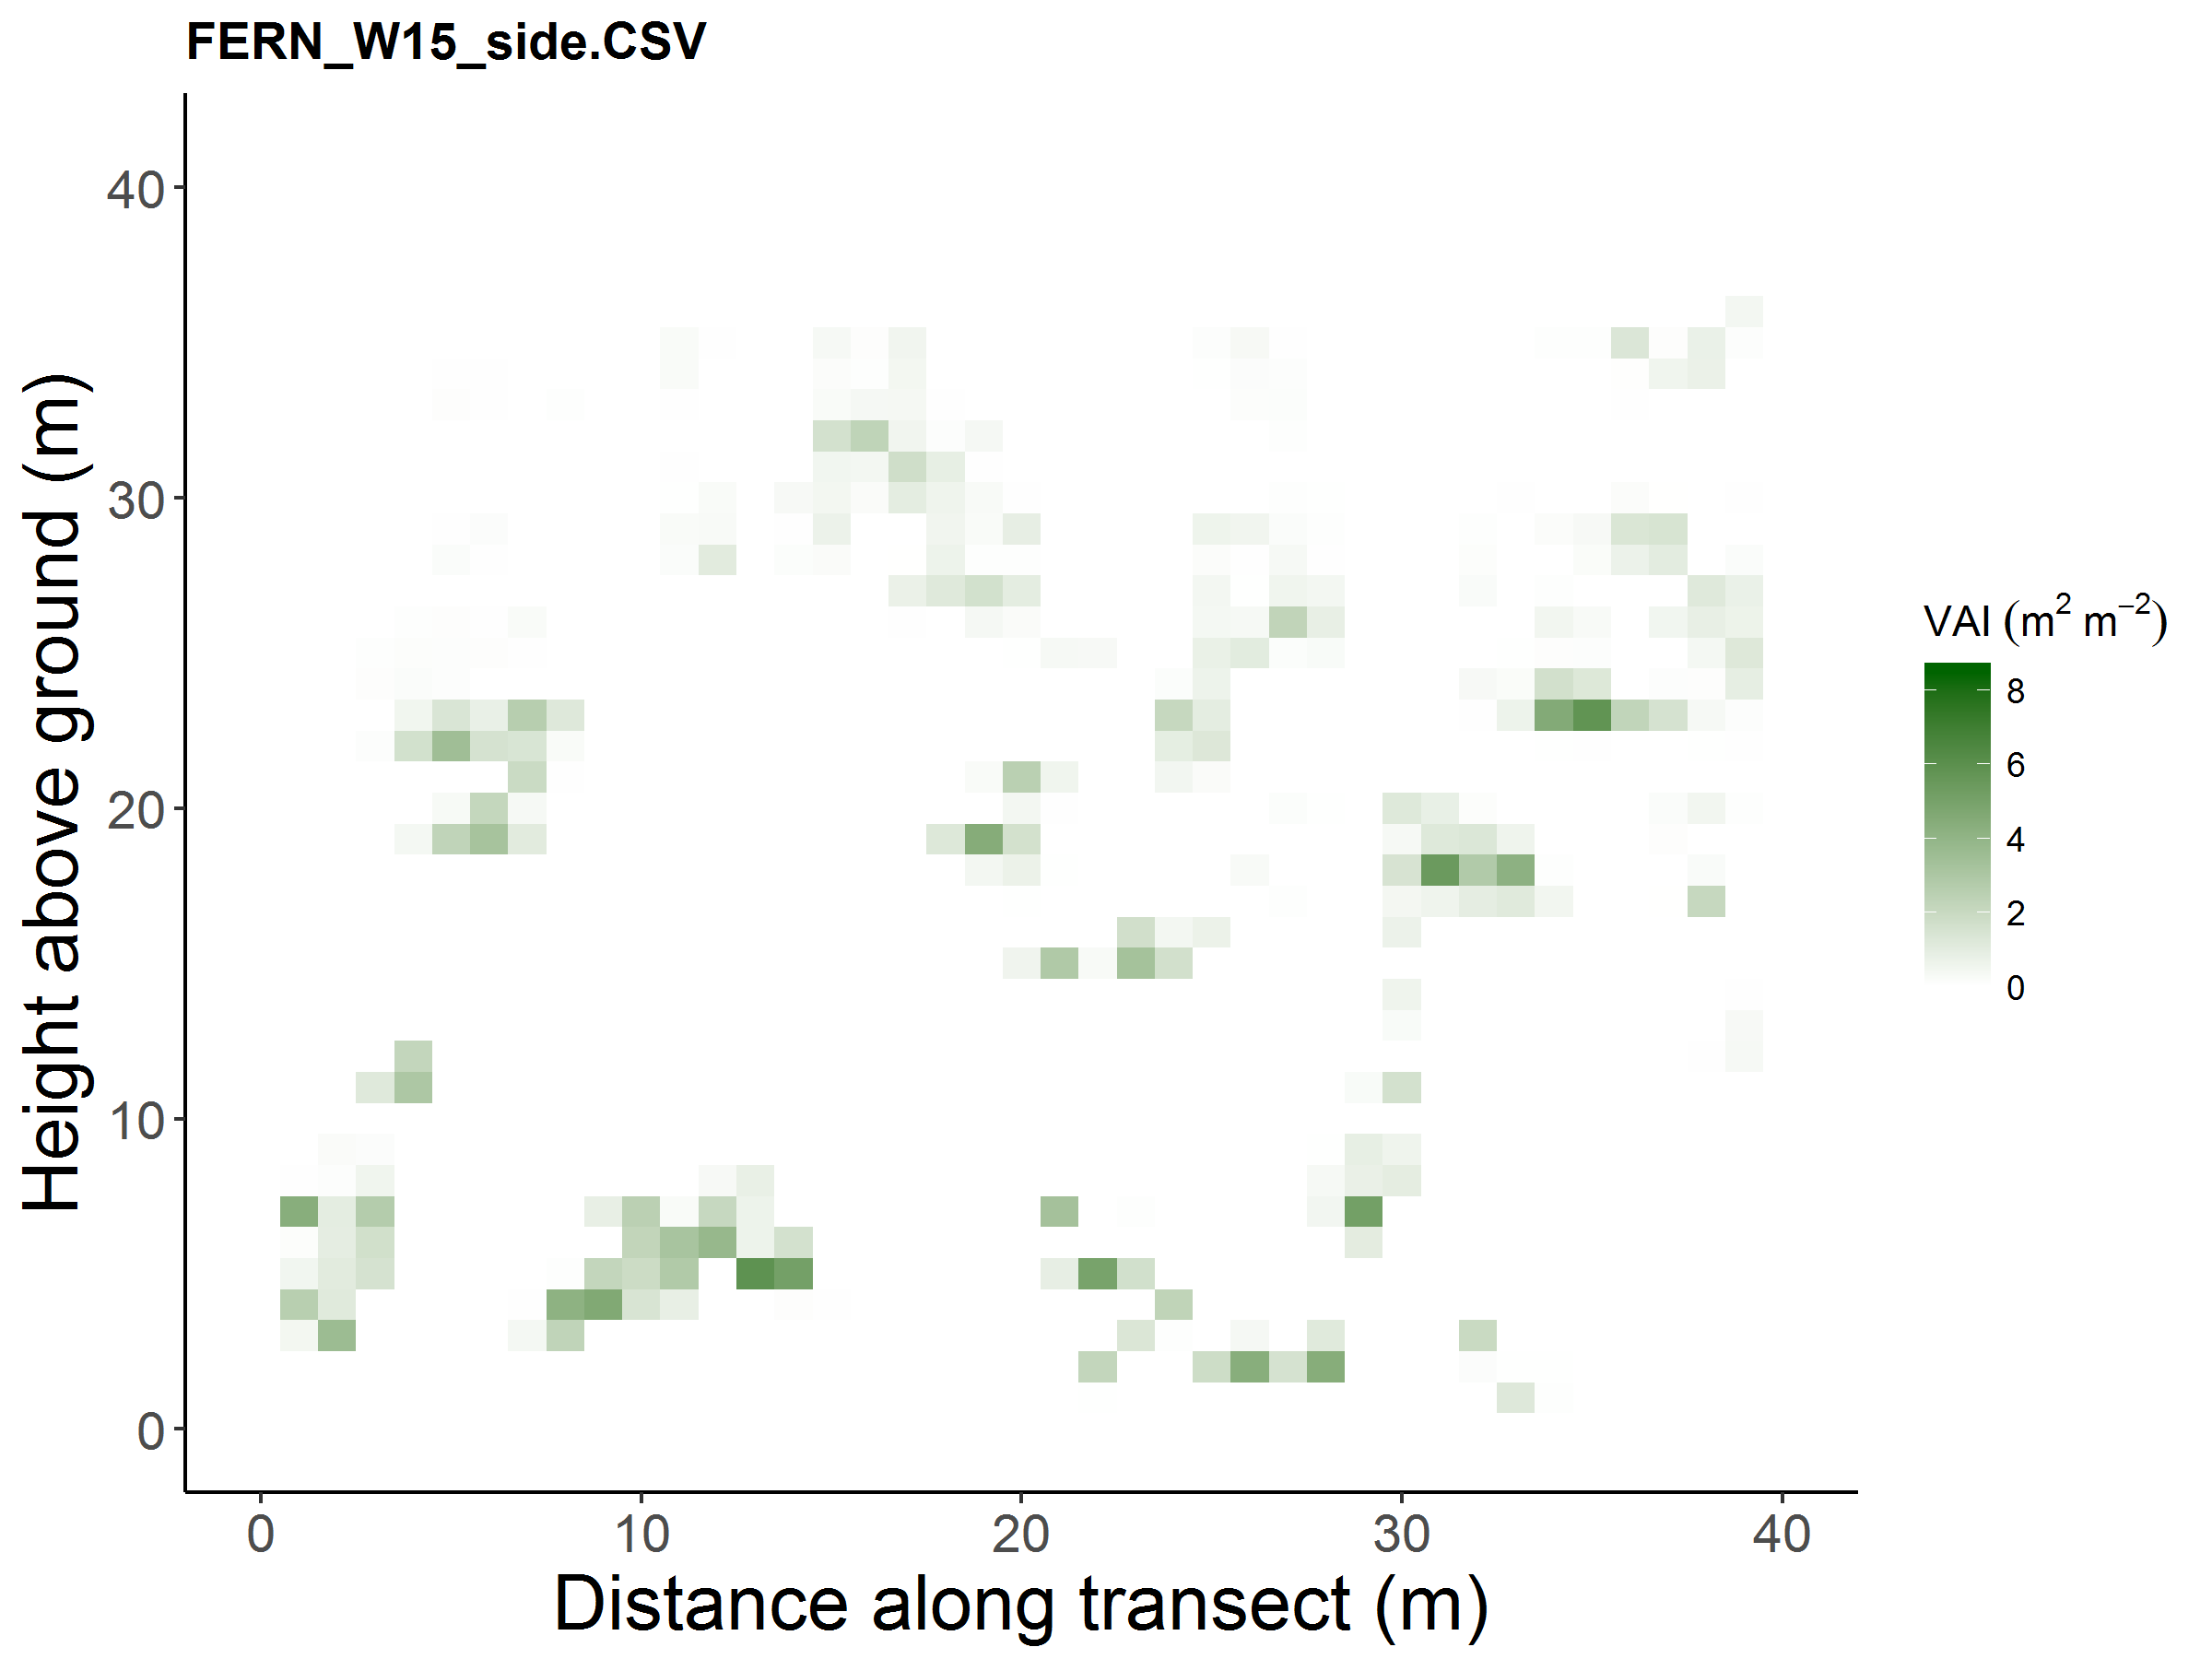 FERN_W15_side.CSV
Height above ground (m)
40
30
20
10
0
0 10 20 30 40
Distance along transect (m)
VAI (m² m⁻²)
8
6
4
2
0